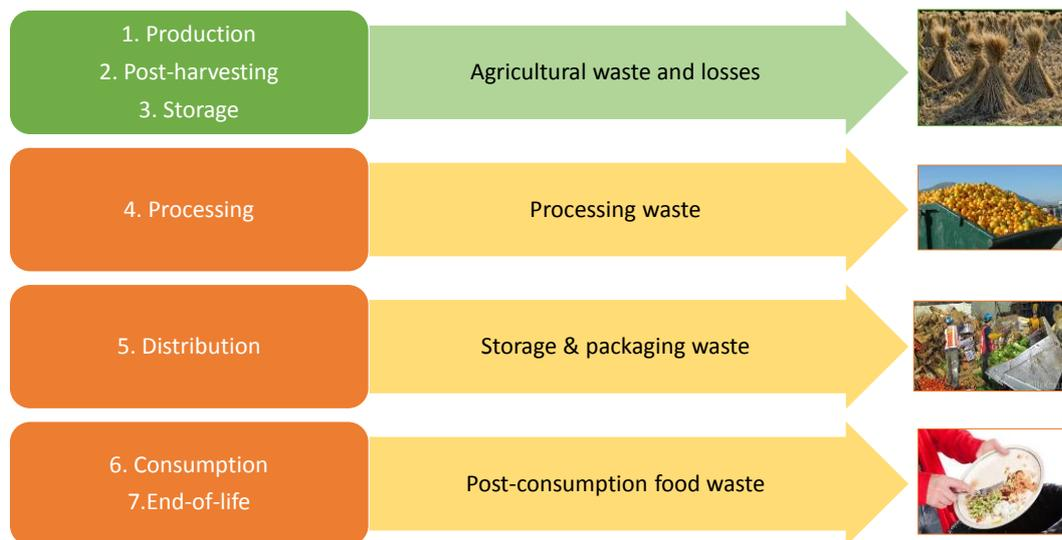 1. Production
2. Post-harvesting
3. Storage
Agricultural waste and losses
4. Processing
Processing waste
5. Distribution
Storage & packaging waste
6. Consumption
7.End-of-life
Post-consumption food waste